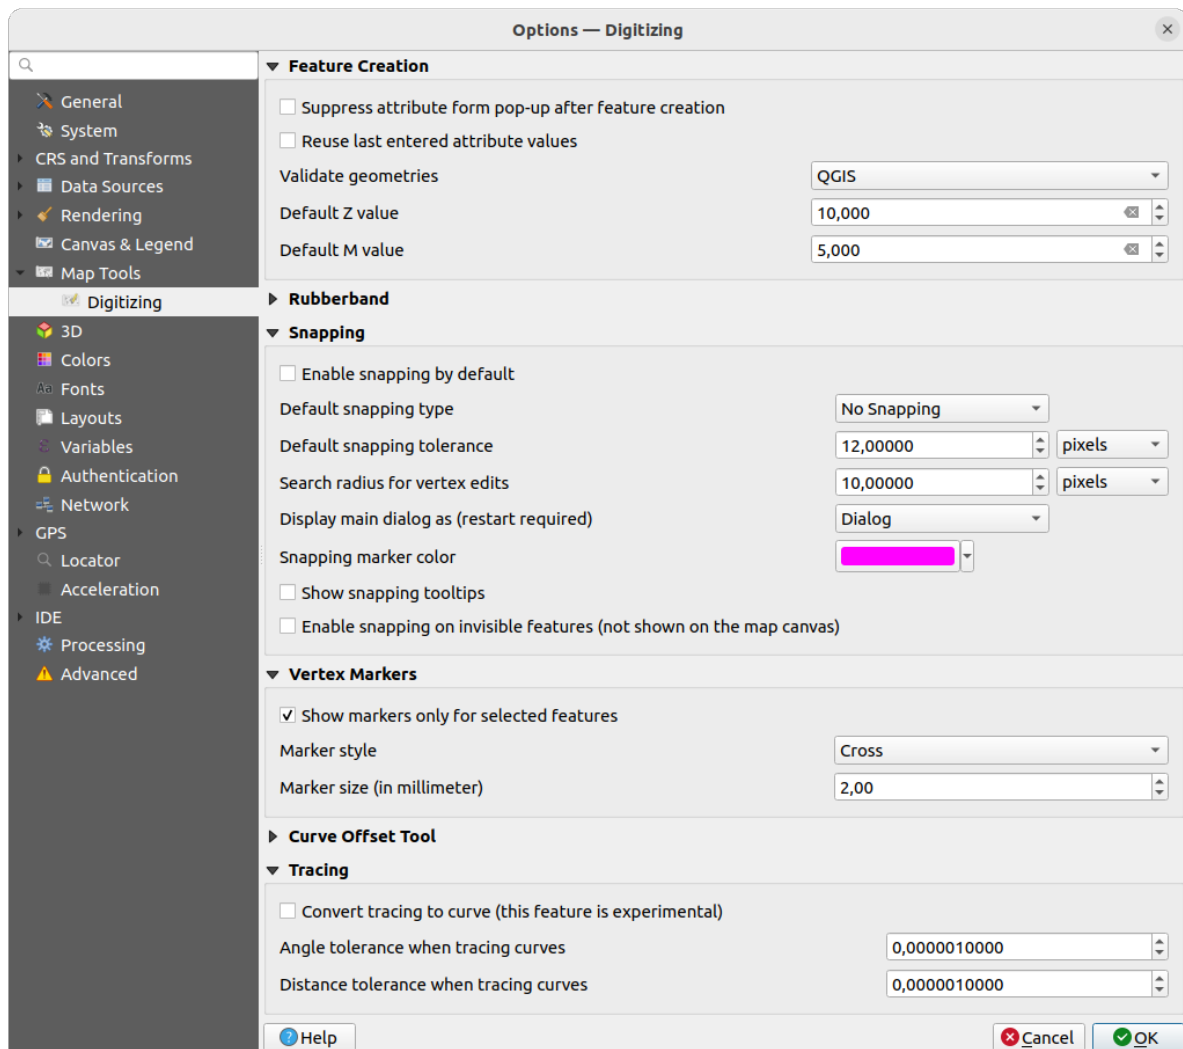 Options — Digitizing
General
System
CRS and Transforms
Data Sources
Rendering
Canvas & Legend
Map Tools
Digitizing
3D
Colors
Aa Fonts
Layouts
Variables
Authentication
Network
GPS
Locator
Acceleration
IDE
Processing
Advanced
Feature Creation
Suppress attribute form pop-up after feature creation
Reuse last entered attribute values
Validate geometries QGIS
Default Z value 10,000
Default M value 5,000
Rubberband
Snapping
Enable snapping by default
Default snapping type No Snapping
Default snapping tolerance 12,00000 pixels
Search radius for vertex edits 10,00000 pixels
Display main dialog as (restart required) Dialog
Snapping marker color
Show snapping tooltips
Enable snapping on invisible features (not shown on the map canvas)
Vertex Markers
Show markers only for selected features
Marker style Cross
Marker size (in millimeter) 2,00
Curve Offset Tool
Tracing
Convert tracing to curve (this feature is experimental)
Angle tolerance when tracing curves 0,0000010000
Distance tolerance when tracing curves 0,0000010000
Help Cancel OK